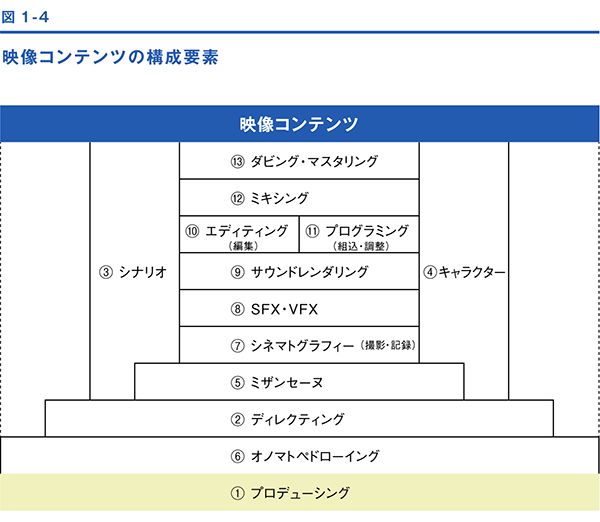 図 1-4
映像コンテンツの構成要素
映像コンテンツ
⑬ ダビング・マスタリング
⑫ ミキシング
⑩ エディティング
(編集)
⑪ プログラミング
(組込・調整)
③ シナリオ
⑨ サウンドレンダリング
④キャラクター
⑧ SFX・VFX
⑦ シネマトグラフィー (撮影・記録)
⑤ ミザンセーヌ
② ディレクティング
⑥ オノマトペドローイング
① プロデューシング